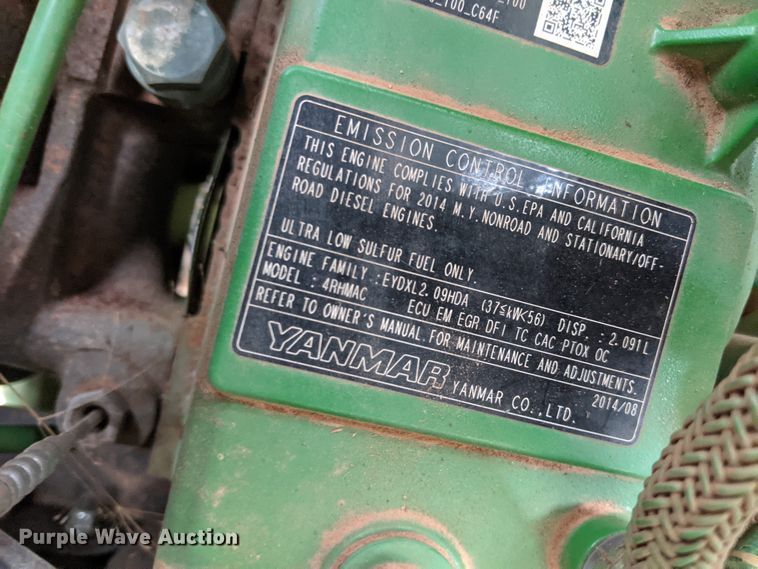 _100
_100_C64F
EMISSION CONTROL INFORMATION
THIS ENGINE COMPLIES WITH U.S.EPA AND CALIFORNIA
REGULATIONS FOR 2014 M.Y.NONROAD AND STATIONARY/OFF-
ROAD DIESEL ENGINES.
ULTRA LOW SULFUR FUEL ONLY.
ENGINE FAMILY :EYDXL2.09HDA (37≦kW<56) DISP. : 2.091L
MODEL : 4RHMAC ECU EM EGR DFI TC CAC PTOX OC
REFER TO OWNER'S MANUAL FOR MAINTENANCE AND ADJUSTMENTS.
YANMAR YANMAR CO.,LTD. 2014/08
Purple Wave Auction